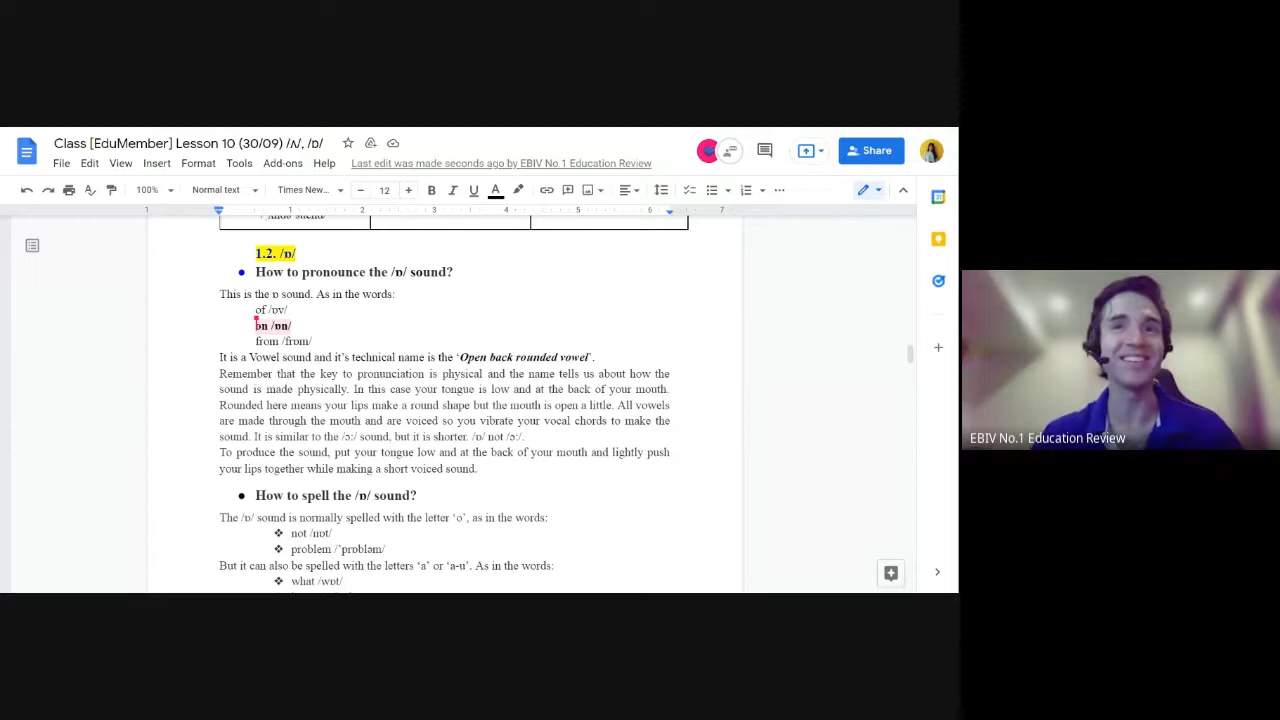 Class [EduMember] Lesson 10 (30/09) /ʌ/, /ɒ/
File Edit View Insert Format Tools Add-ons Help Last edit was made seconds ago by EBIV No.1 Education Review
Share
100% Normal text Times New... 12 B I U A
1 1 2 3 4 5 6 7
1.2. /ɒ/
● How to pronounce the /ɒ/ sound?
This is the ɒ sound. As in the words:
of /ɒv/
on /ɒn/
from /frɒm/
It is a Vowel sound and it's technical name is the 'Open back rounded vowel'.
Remember that the key to pronunciation is physical and the name tells us about how the
sound is made physically. In this case your tongue is low and at the back of your mouth.
Rounded here means your lips make a round shape but the mouth is open a little. All vowels
are made through the mouth and are voiced so you vibrate your vocal chords to make the
sound. It is similar to the /ɔ:/ sound, but it is shorter. /ɒ/ not /ɔ:/.
To produce the sound, put your tongue low and at the back of your mouth and lightly push
your lips together while making a short voiced sound.
● How to spell the /ɒ/ sound?
The /ɒ/ sound is normally spelled with the letter 'o', as in the words:
❖ not /nɒt/
❖ problem /'prɒbləm/
But it can also be spelled with the letters 'a' or 'a-u'. As in the words:
❖ what /wɒt/
EBIV No.1 Education Review